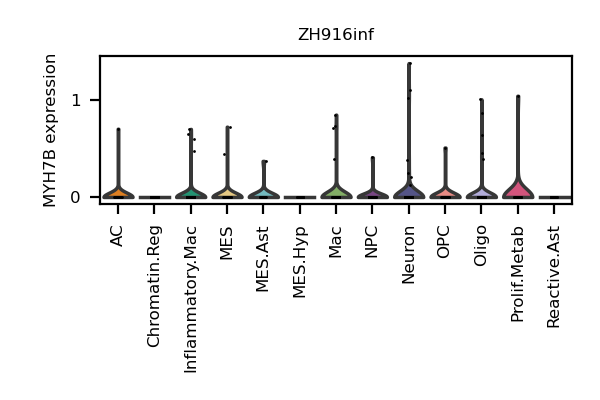 ZH916inf
MYH7B expression
1
0
AC
Chromatin.Reg
Inflammatory.Mac
MES
MES.Ast
MES.Hyp
Mac
NPC
Neuron
OPC
Oligo
Prolif.Metab
Reactive.Ast